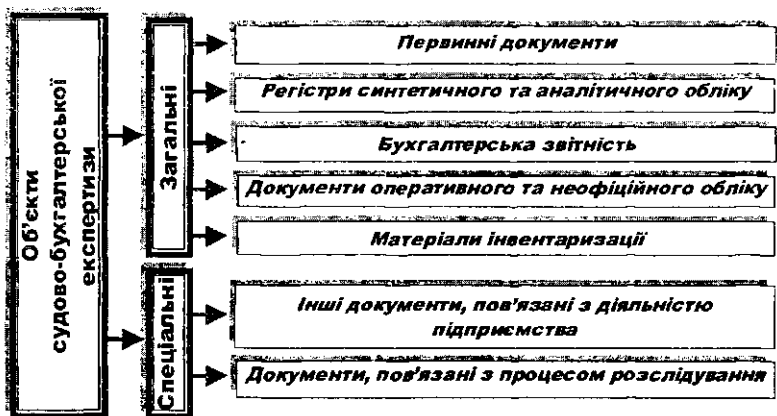 Об'єкти
судово-бухгалтерської
експертизи
Загальні
Первинні документи
Регістри синтетичного та аналітичного обліку
Бухгалтерська звітність
Документи оперативного та неофіційного обліку
Матеріали інвентаризації
Спеціальні
Інші документи, пов'язані з діяльністю
підприємства
Документи, пов'язані з процесом розслідування